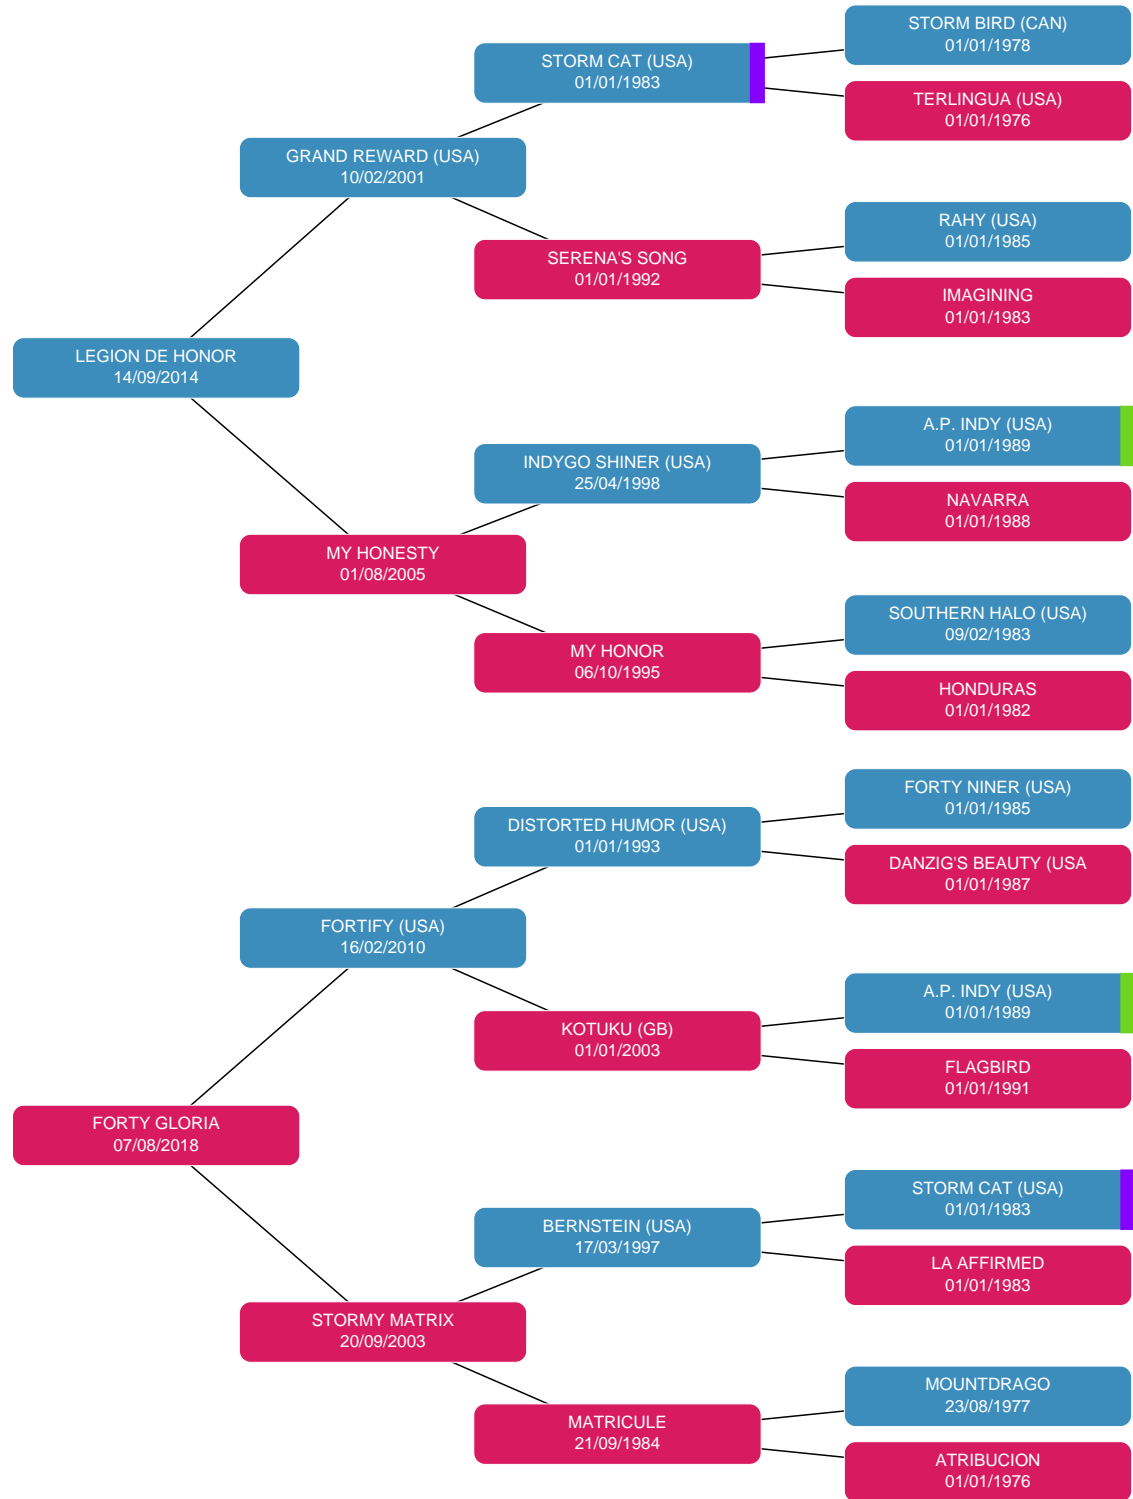 STORM BIRD (CAN)
01/01/1978
STORM CAT (USA)
01/01/1983
TERLINGUA (USA)
01/01/1976
GRAND REWARD (USA)
10/02/2001
RAHY (USA)
01/01/1985
SERENA'S SONG
01/01/1992
IMAGINING
01/01/1983
LEGION DE HONOR
14/09/2014
A.P. INDY (USA)
01/01/1989
INDYGO SHINER (USA)
25/04/1998
NAVARRA
01/01/1988
MY HONESTY
01/08/2005
SOUTHERN HALO (USA)
09/02/1983
MY HONOR
06/10/1995
HONDURAS
01/01/1982
FORTY NINER (USA)
01/01/1985
DISTORTED HUMOR (USA)
01/01/1993
DANZIG'S BEAUTY (USA
01/01/1987
FORTIFY (USA)
16/02/2010
A.P. INDY (USA)
01/01/1989
KOTUKU (GB)
01/01/2003
FLAGBIRD
01/01/1991
FORTY GLORIA
07/08/2018
STORM CAT (USA)
01/01/1983
BERNSTEIN (USA)
17/03/1997
LA AFFIRMED
01/01/1983
STORMY MATRIX
20/09/2003
MOUNTDRAGO
23/08/1977
MATRICULE
21/09/1984
ATRIBUCION
01/01/1976